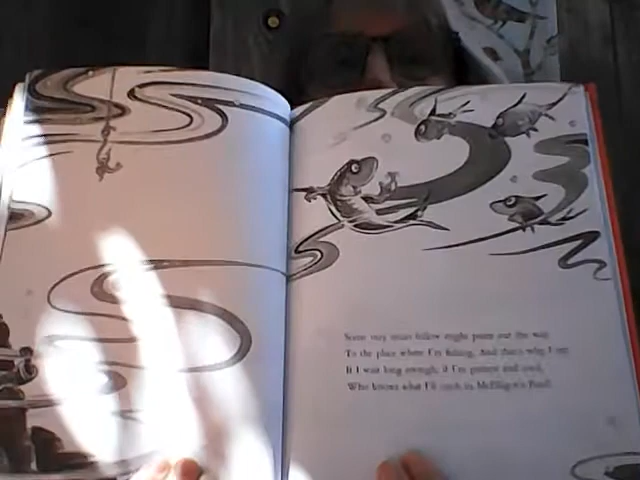 Some very smart fellow might point out the way
To the place where I'm fishing. And that's why I say
If I wait long enough; if I'm patient and cool,
Who knows what I'll catch in McElligot's Pool!